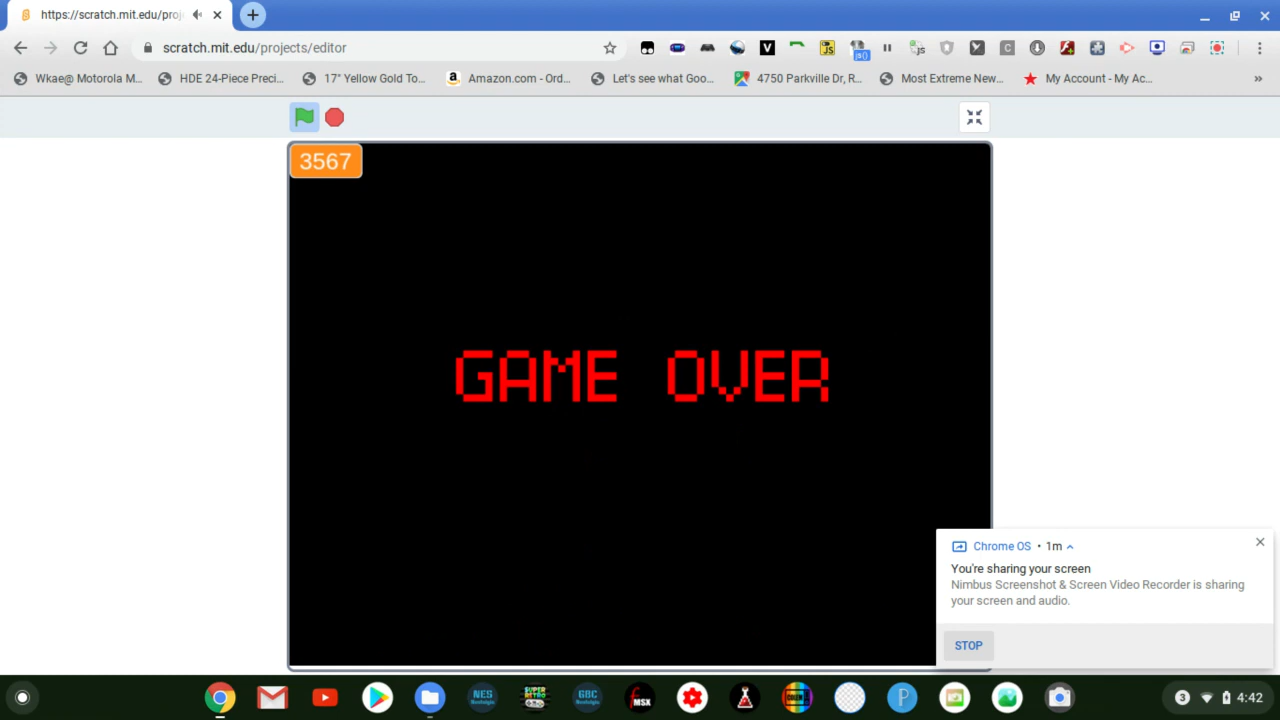 https://scratch.mit.edu/proj
scratch.mit.edu/projects/editor
Wkae@ Motorola M...
HDE 24-Piece Preci...
17" Yellow Gold To...
Amazon.com - Ord...
Let's see what Goo...
4750 Parkville Dr, R...
Most Extreme New...
My Account - My Ac...
»
3567
GAME OVER
Chrome OS • 1m
You're sharing your screen
Nimbus Screenshot & Screen Video Recorder is sharing
your screen and audio.
STOP
3 4:42